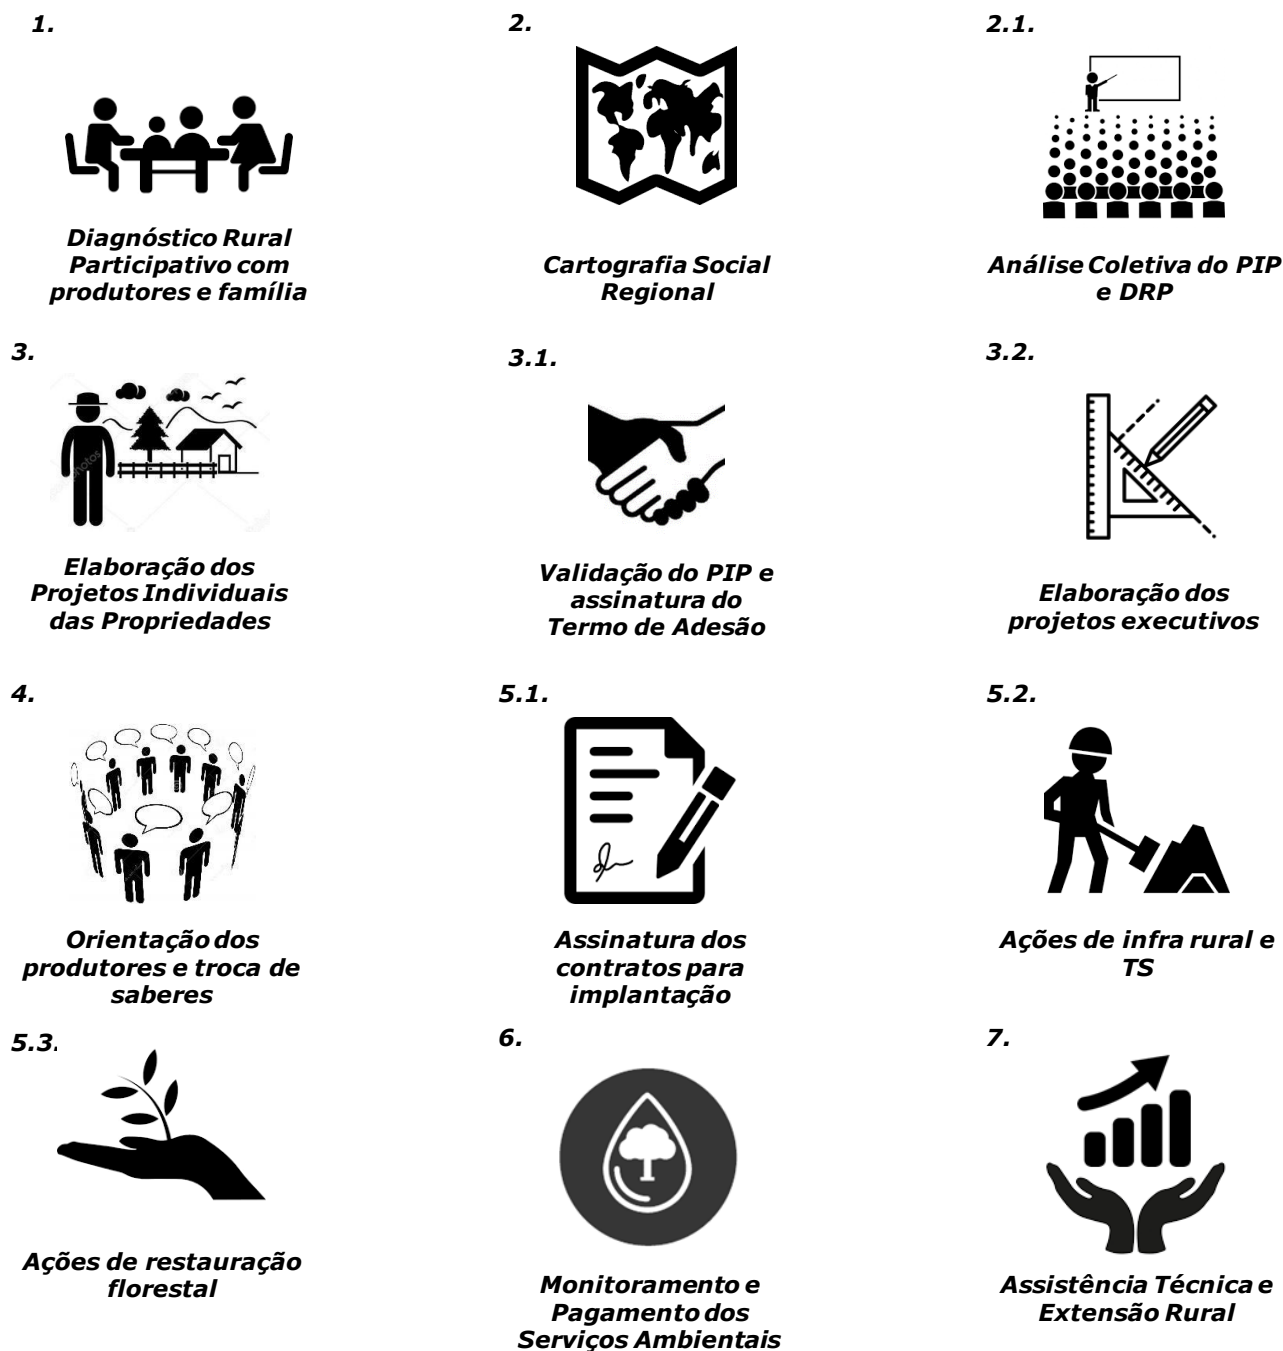 1.
Diagnóstico Rural
Participativo com
produtores e família
2.
Cartografia Social
Regional
2.1.
Análise Coletiva do PIP
e DRP
3.
Elaboração dos
Projetos Individuais
das Propriedades
3.1.
Validação do PIP e
assinatura do
Termo de Adesão
3.2.
Elaboração dos
projetos executivos
4.
Orientação dos
produtores e troca de
saberes
5.1.
Assinatura dos
contratos para
implantação
5.2.
Ações de infra rural e
TS
5.3.
Ações de restauração
florestal
6.
Monitoramento e
Pagamento dos
Serviços Ambientais
7.
Assistência Técnica e
Extensão Rural